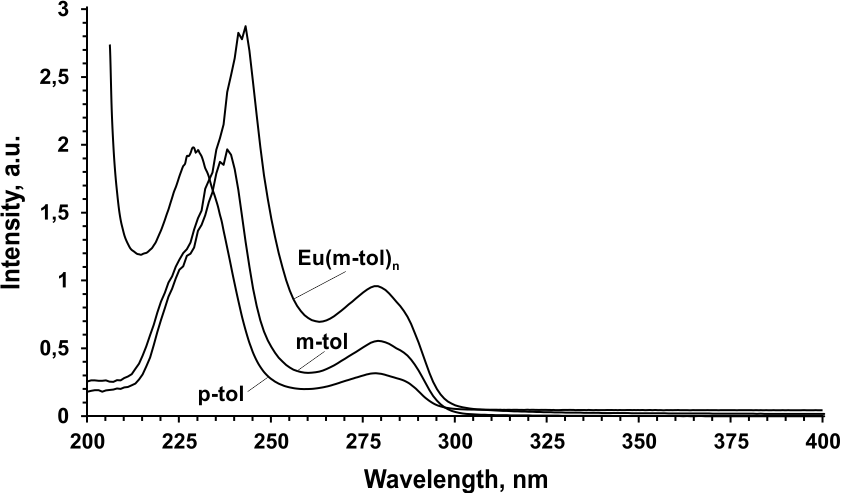 3
2,5
2
1,5
1
0,5
0
Intensity, a.u.
Eu(m-tol)n
m-tol
p-tol
200 225 250 275 300 325 350 375 400
Wavelength, nm